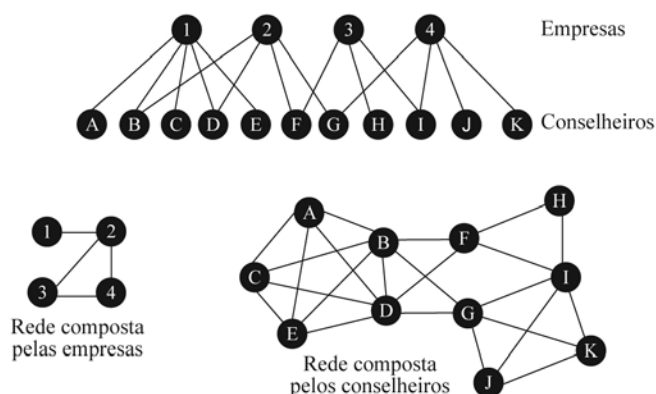 1 2 3 4 Empresas
A B C D E F G H I J K Conselheiros
1 2
3 4
Rede composta
pelas empresas
A
B
C
D
E
F
G
H
I
J
K
Rede composta
pelos conselheiros